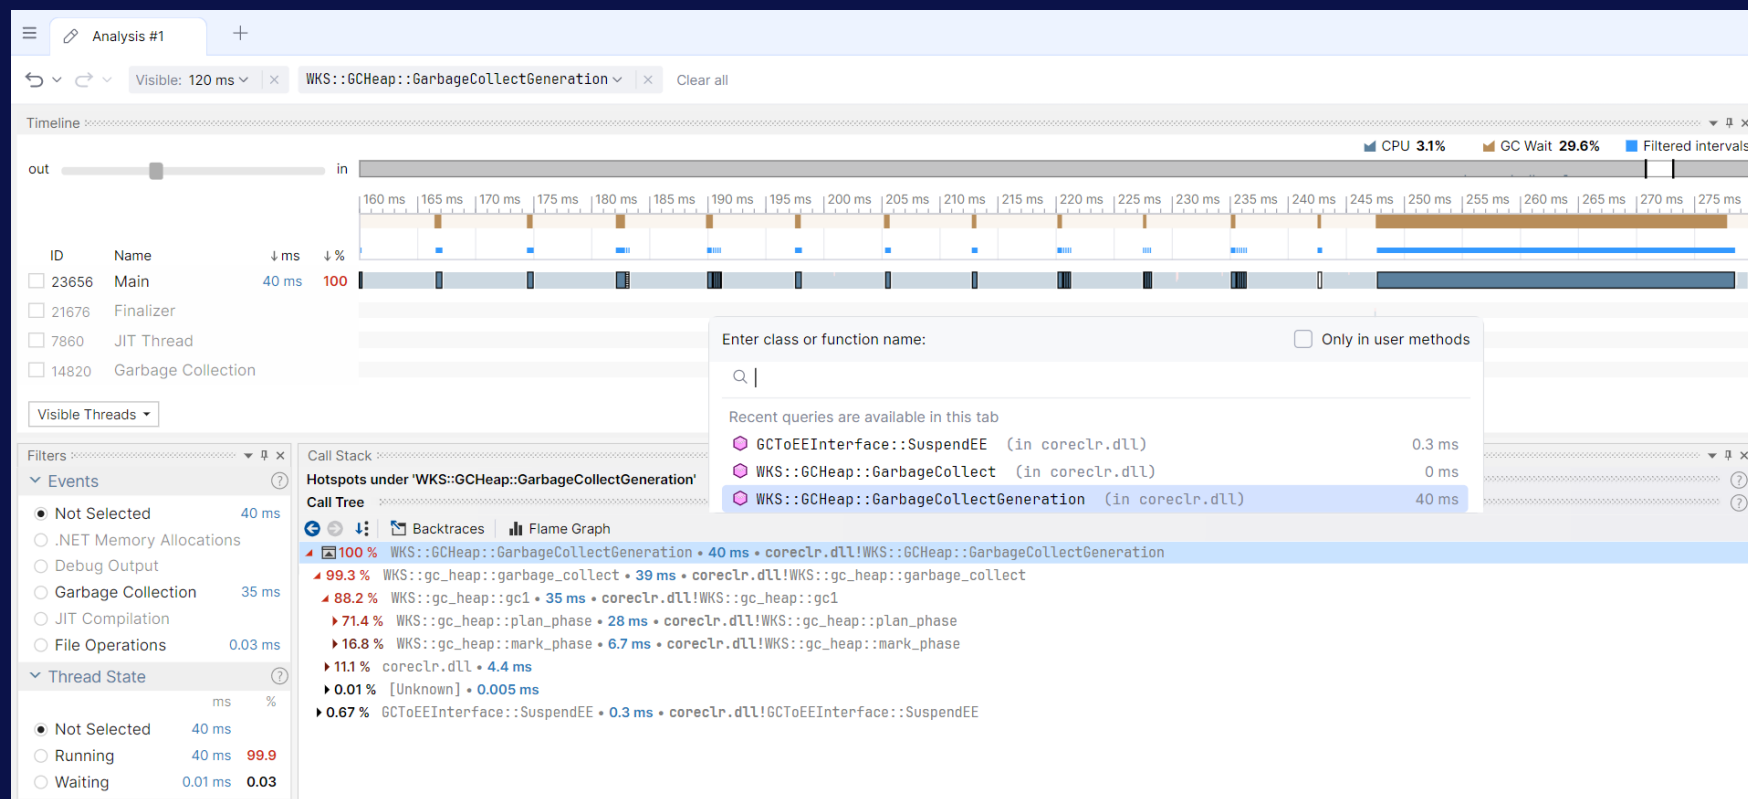 Analysis #1
Visible: 120 ms
WKS::GCHeap::GarbageCollectGeneration
Clear all
Timeline
CPU 3.1% GC Wait 29.6% Filtered intervals
out in
160 ms 165 ms 170 ms 175 ms 180 ms 185 ms 190 ms 195 ms 200 ms 205 ms 210 ms 215 ms 220 ms 225 ms 230 ms 235 ms 240 ms 245 ms 250 ms 255 ms 260 ms 265 ms 270 ms 275 ms
ID Name ↓ms ↓%
23656 Main 40 ms 100
21676 Finalizer
7860 JIT Thread
14820 Garbage Collection
Visible Threads
Enter class or function name:
Only in user methods
Recent queries are available in this tab
GCToEEInterface::SuspendEE (in coreclr.dll) 0.3 ms
WKS::GCHeap::GarbageCollect (in coreclr.dll) 0 ms
WKS::GCHeap::GarbageCollectGeneration (in coreclr.dll) 40 ms
Filters
Events
Not Selected 40 ms
.NET Memory Allocations
Debug Output
Garbage Collection 35 ms
JIT Compilation
File Operations 0.03 ms
Thread State
ms %
Not Selected 40 ms
Running 40 ms 99.9
Waiting 0.01 ms 0.03
Call Stack
Hotspots under 'WKS::GCHeap::GarbageCollectGeneration'
Call Tree
Backtraces Flame Graph
100 % WKS::GCHeap::GarbageCollectGeneration • 40 ms • coreclr.dll!WKS::GCHeap::GarbageCollectGeneration
99.3 % WKS::gc_heap::garbage_collect • 39 ms • coreclr.dll!WKS::gc_heap::garbage_collect
88.2 % WKS::gc_heap::gc1 • 35 ms • coreclr.dll!WKS::gc_heap::gc1
71.4 % WKS::gc_heap::plan_phase • 28 ms • coreclr.dll!WKS::gc_heap::plan_phase
16.8 % WKS::gc_heap::mark_phase • 6.7 ms • coreclr.dll!WKS::gc_heap::mark_phase
11.1 % coreclr.dll • 4.4 ms
0.01 % [Unknown] • 0.005 ms
0.67 % GCToEEInterface::SuspendEE • 0.3 ms • coreclr.dll!GCToEEInterface::SuspendEE